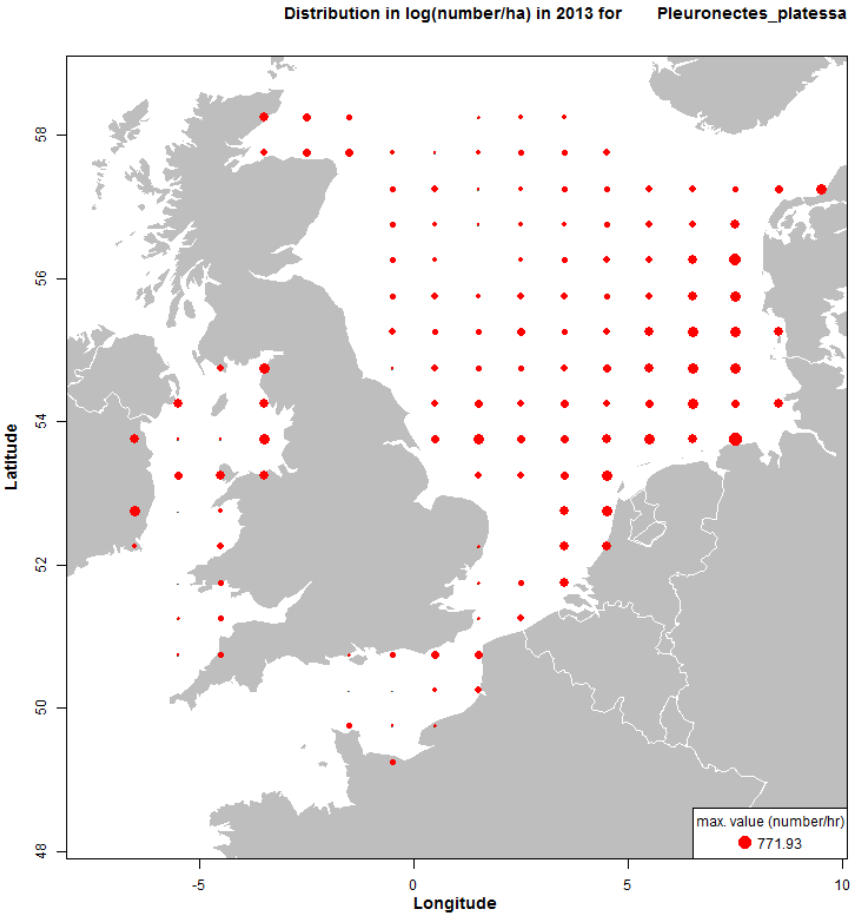 Distribution in log(number/ha) in 2013 for Pleuronectes_platessa
58
56
54
52
50
48
Latitude
-5 0 5 10
Longitude
max. value (number/hr)
771.93